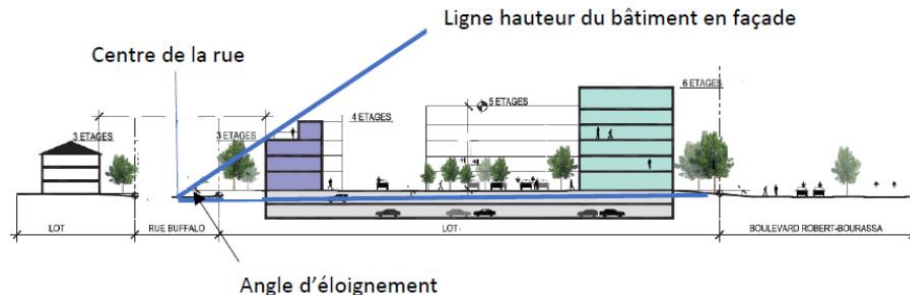 Ligne hauteur du bâtiment en façade
Centre de la rue
6 ETAGES
5 ETAGES
4 ETAGES
3 ETAGES
3 ETAGES
LOT
RUE BUFFALO
LOT
BOULEVARD ROBERT-BOURASSA
Angle d'éloignement